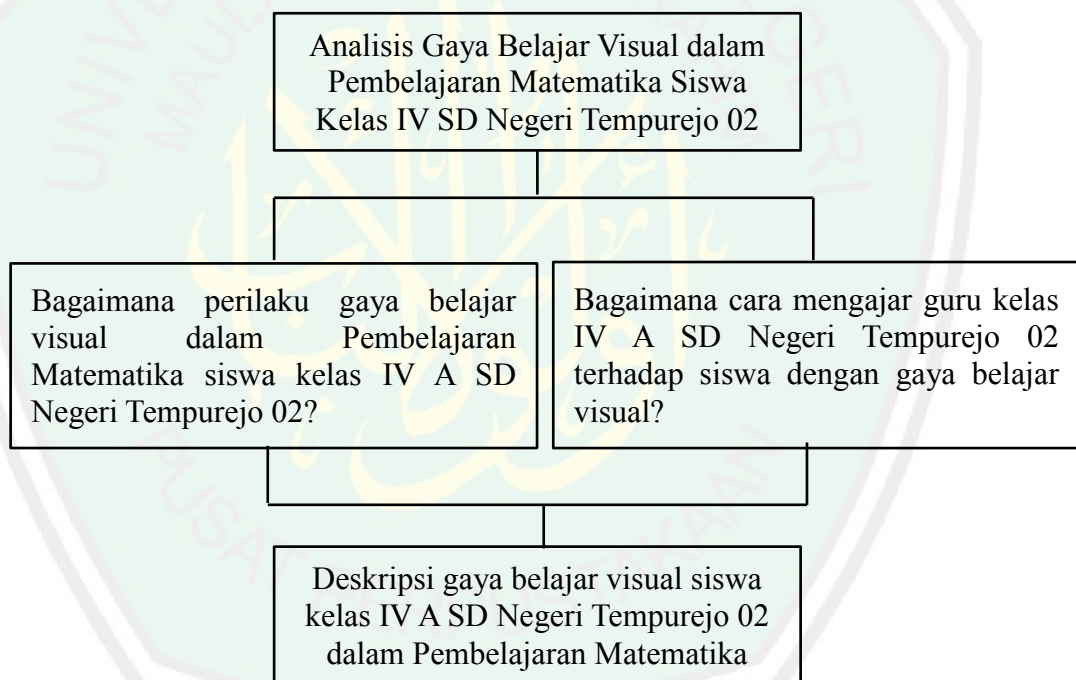 Analisis Gaya Belajar Visual dalam
Pembelajaran Matematika Siswa
Kelas IV SD Negeri Tempurejo 02
Bagaimana perilaku gaya belajar
visual dalam Pembelajaran
Matematika siswa kelas IV A SD
Negeri Tempurejo 02?
Bagaimana cara mengajar guru kelas
IV A SD Negeri Tempurejo 02
terhadap siswa dengan gaya belajar
visual?
Deskripsi gaya belajar visual siswa
kelas IV A SD Negeri Tempurejo 02
dalam Pembelajaran Matematika